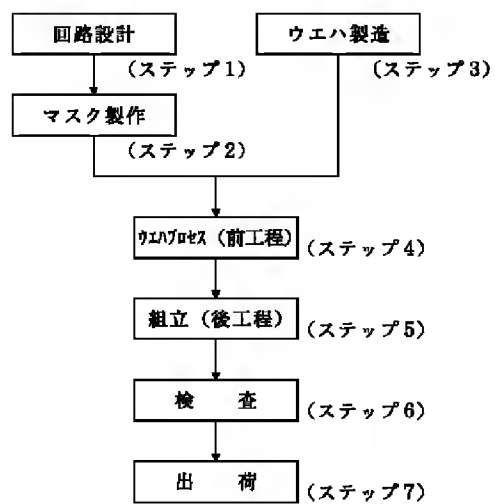 回路設計
ウエハ製造
(ステップ1)
(ステップ3)
マスク製作
(ステップ2)
ウエハプロセス(前工程)
(ステップ4)
組立(後工程)
(ステップ5)
検 査
(ステップ6)
出 荷
(ステップ7)